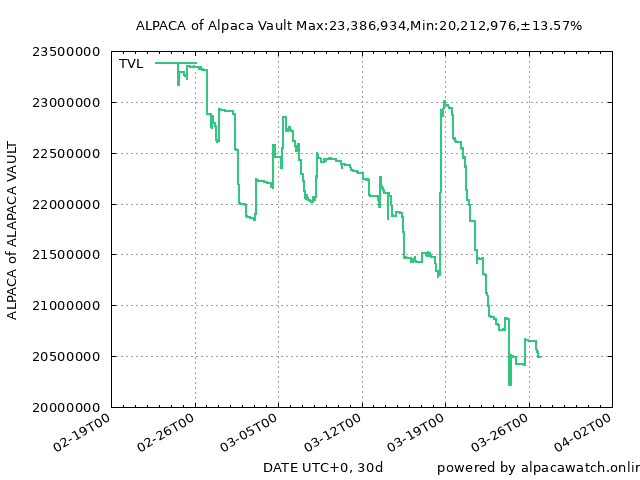 ALPACA of Alpaca Vault Max:23,386,934,Min:20,212,976,±13.57%
TVL
23500000
23000000
22500000
22000000
21500000
21000000
20500000
20000000
ALPACA of ALAPACA VAULT
02-19T00
02-26T00
03-05T00
03-12T00
03-19T00
03-26T00
04-02T00
DATE UTC+0, 30d
powered by alpacawatch.onlin